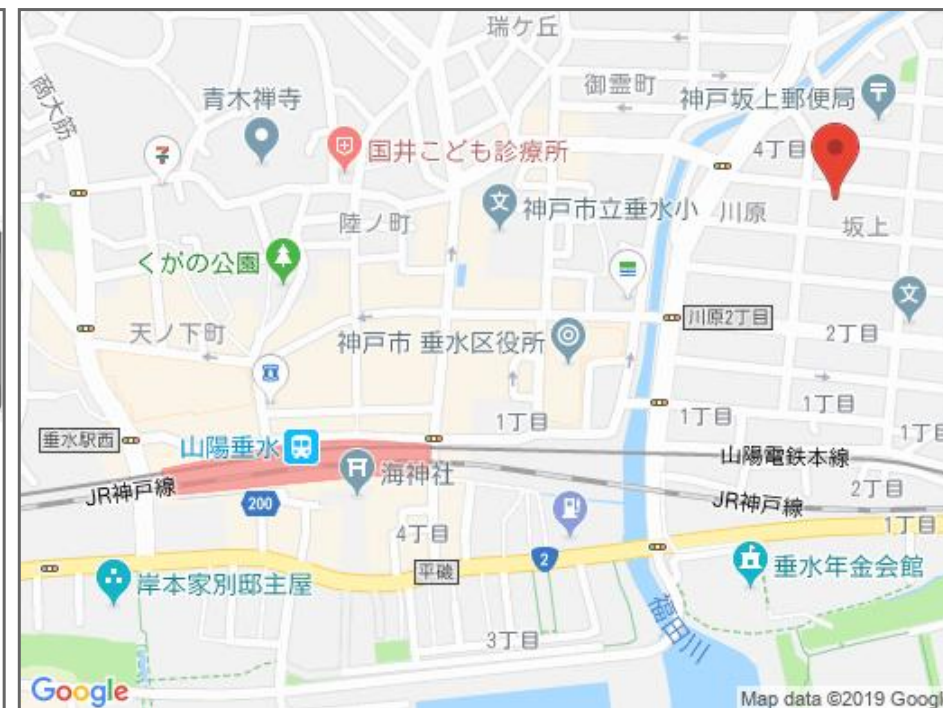 瑞ケ丘
御霊町
商大筋
青木禅寺
神戸坂上郵便局
国井こども診療所
4丁目
神戸市立垂水小
川原
陸ノ町
坂上
くがの公園
天ノ下町
川原2丁目
神戸市 垂水区役所
2丁目
1丁目
1丁目
1丁目
1丁目
垂水駅西
山陽垂水
海神社
山陽電鉄本線
JR神戸線
200
JR神戸線
2丁目
4丁目
1丁目
2
平磯
岸本家別邸主屋
垂水年金会館
福田川
3丁目
Google
Map data ©2019 Googl